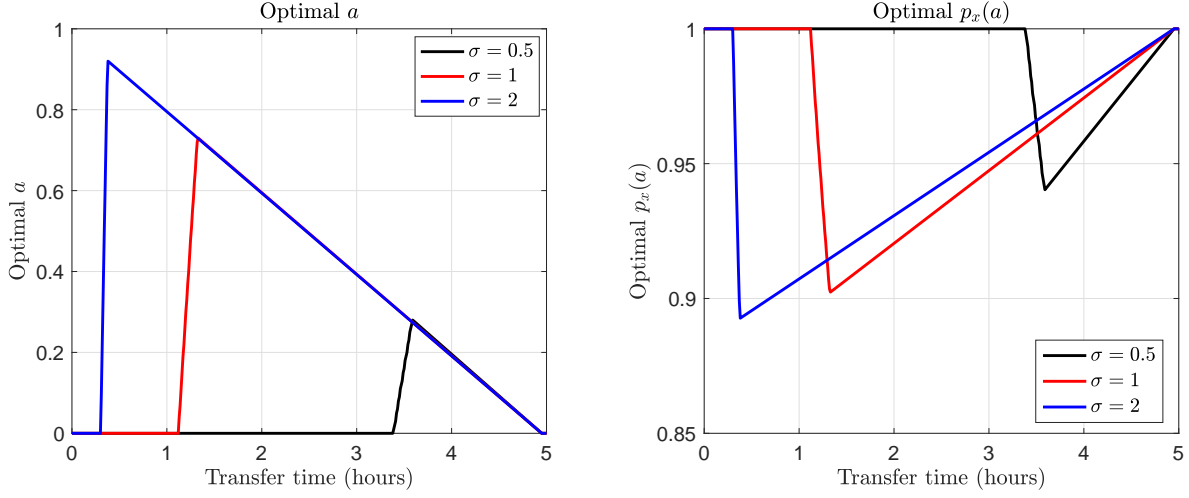 Optimal a
1
0.8
0.6
0.4
0.2
0
Optimal a
σ = 0.5
σ = 1
σ = 2
0 1 2 3 4 5
Transfer time (hours)
Optimal pₓ(a)
1
0.95
0.9
0.85
Optimal pₓ(a)
σ = 0.5
σ = 1
σ = 2
0 1 2 3 4 5
Transfer time (hours)